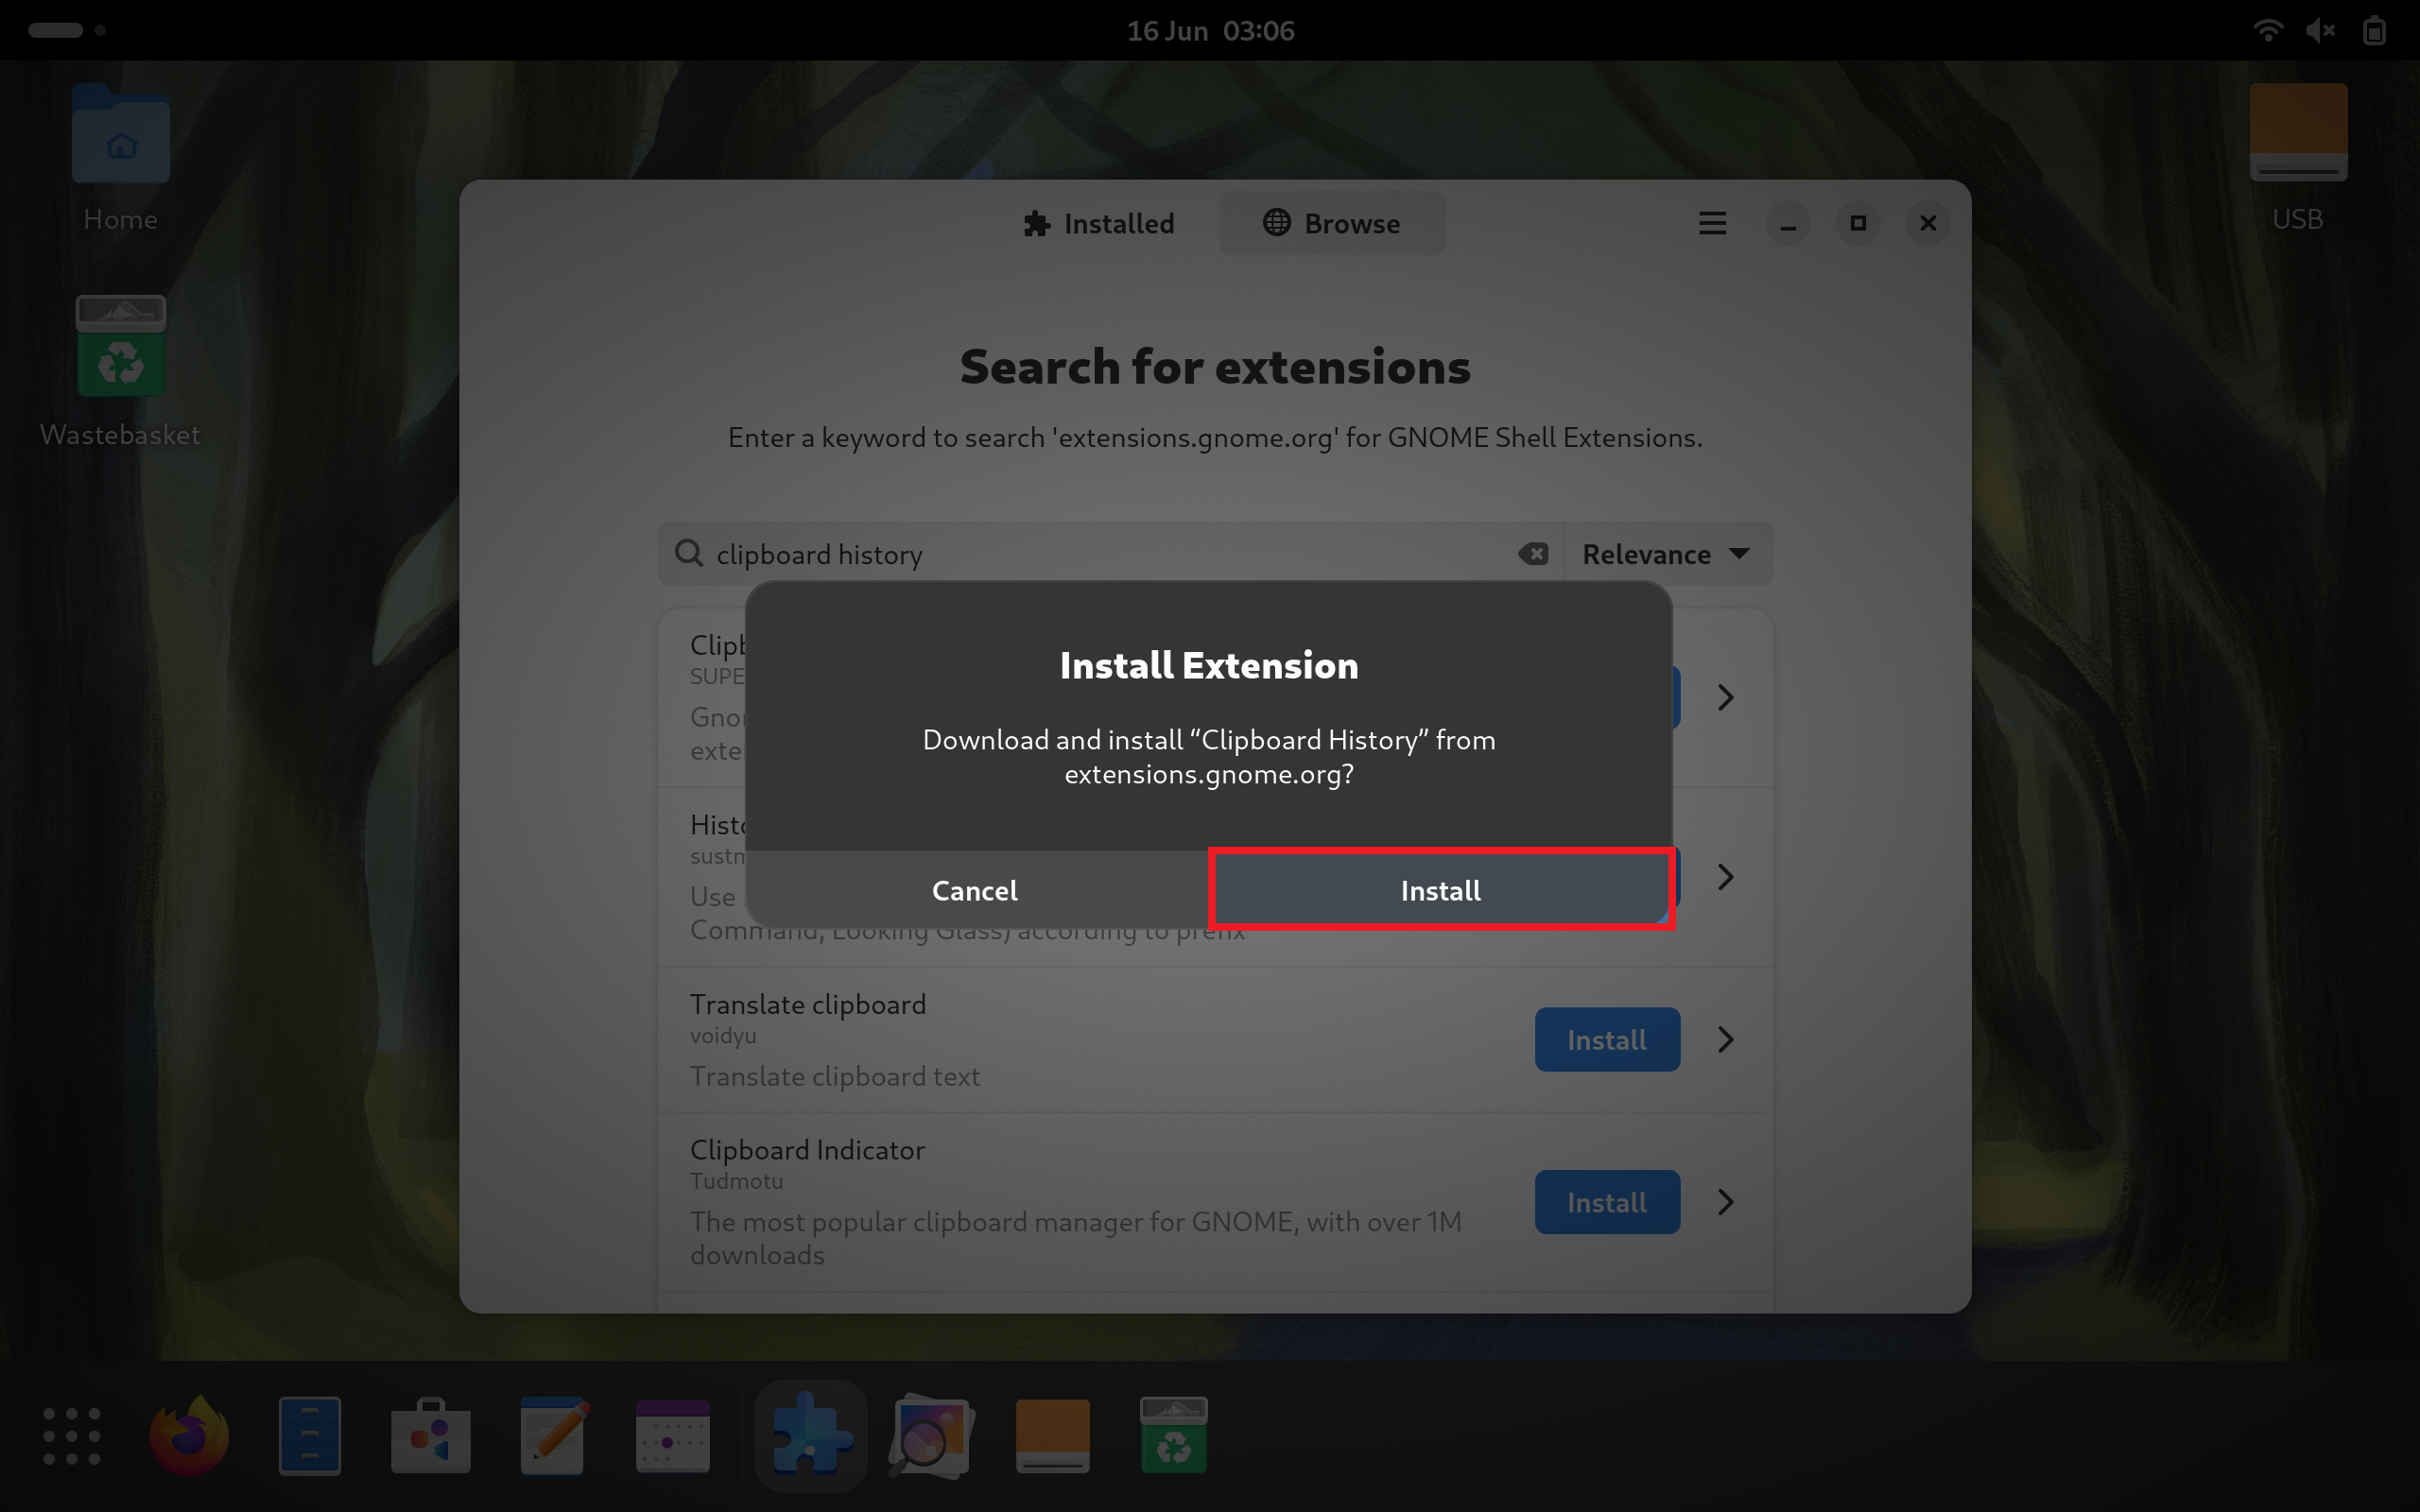 16 Jun 03:06
Home
USB
Wastebasket
Installed
Browse
Search for extensions
Enter a keyword to search 'extensions.gnome.org' for GNOME Shell Extensions.
clipboard history
Relevance
Clipb
SUPE
Gnor
exte
Install Extension
Download and install “Clipboard History” from
extensions.gnome.org?
Cancel
Install
Histo
sustm
Use
Command, Looking Glass) according to prefix
Translate clipboard
voidyu
Translate clipboard text
Install
Clipboard Indicator
Tudmotu
The most popular clipboard manager for GNOME, with over 1M
downloads
Install